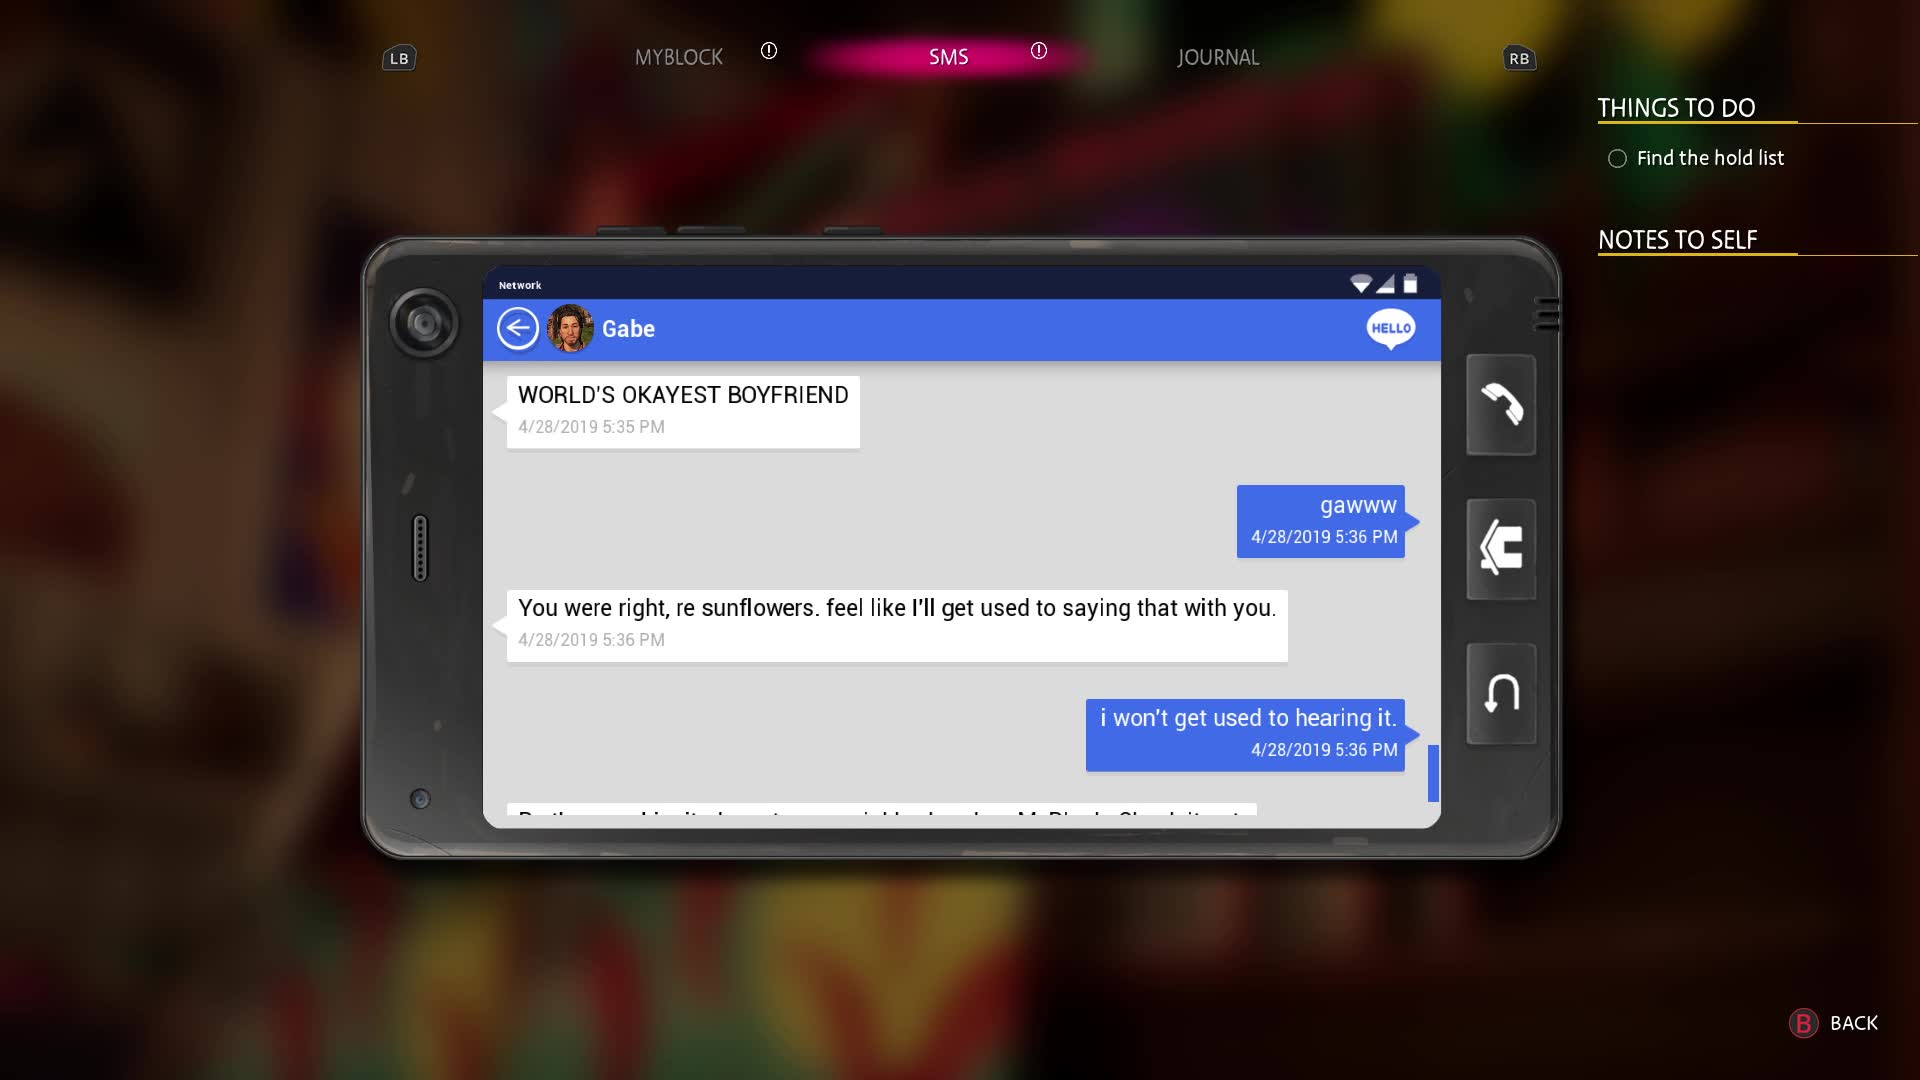 LB
MYBLOCK
SMS
JOURNAL
RB
THINGS TO DO
Find the hold list
NOTES TO SELF
Network
Gabe
HELLO
WORLD'S OKAYEST BOYFRIEND
4/28/2019 5:35 PM
gawww
4/28/2019 5:36 PM
You were right, re sunflowers. feel like I'll get used to saying that with you.
4/28/2019 5:36 PM
i won't get used to hearing it.
4/28/2019 5:36 PM
B BACK